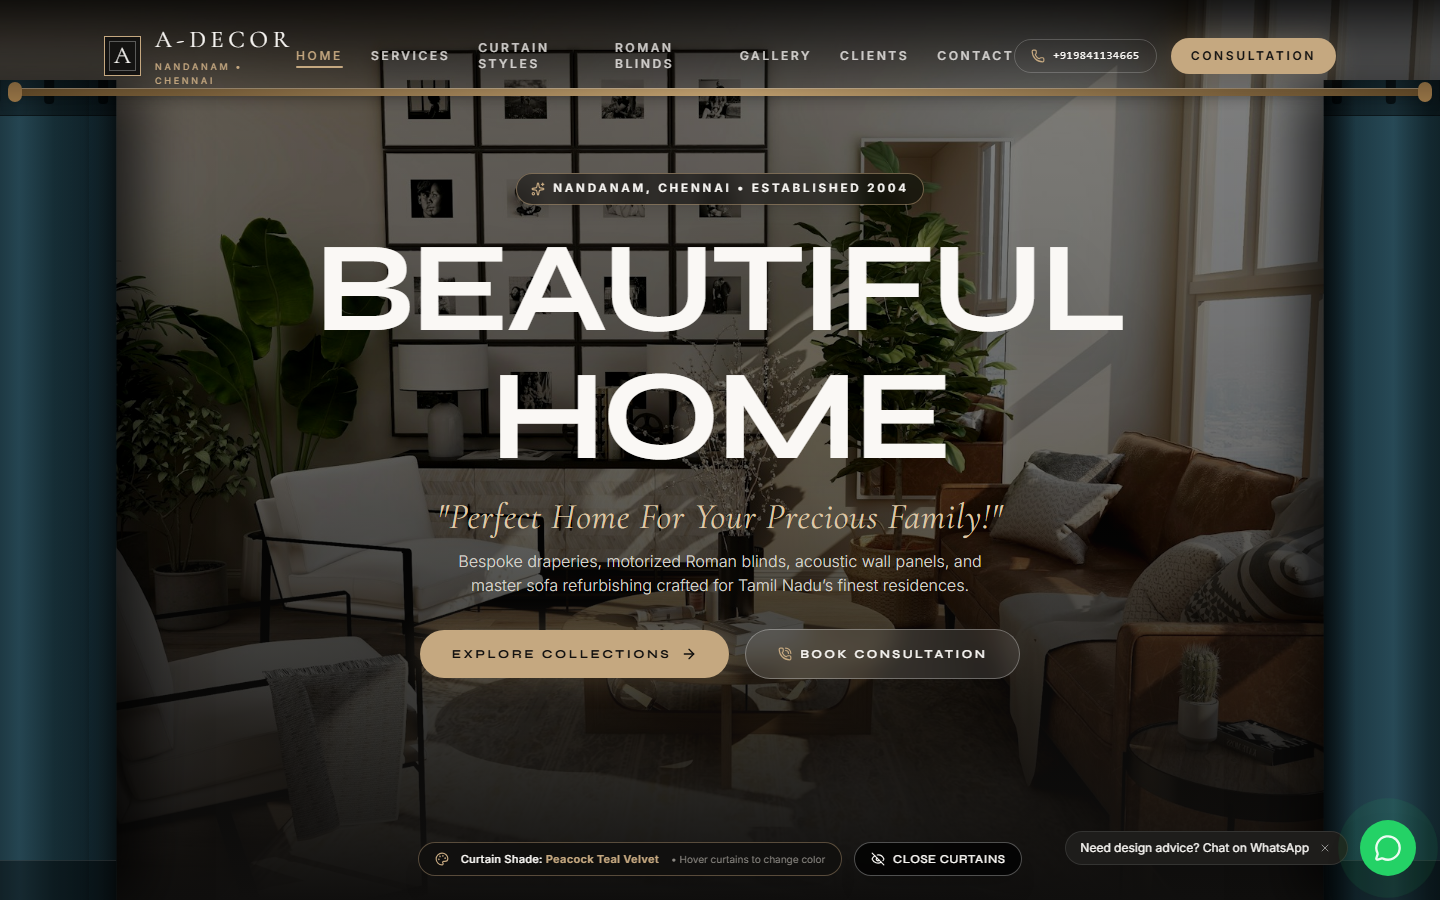 A
A-DECOR
NANDANAM •
CHENNAI
HOME
SERVICES
CURTAIN
STYLES
ROMAN
BLINDS
GALLERY
CLIENTS
CONTACT
+919841134665
CONSULTATION
NANDANAM, CHENNAI • ESTABLISHED 2004
BEAUTIFUL
HOME
"Perfect Home For Your Precious Family!"
Bespoke draperies, motorized Roman blinds, acoustic wall panels, and
master sofa refurbishing crafted for Tamil Nadu's finest residences.
EXPLORE COLLECTIONS →
BOOK CONSULTATION
Curtain Shade: Peacock Teal Velvet • Hover curtains to change color
CLOSE CURTAINS
Need design advice? Chat on WhatsApp ×